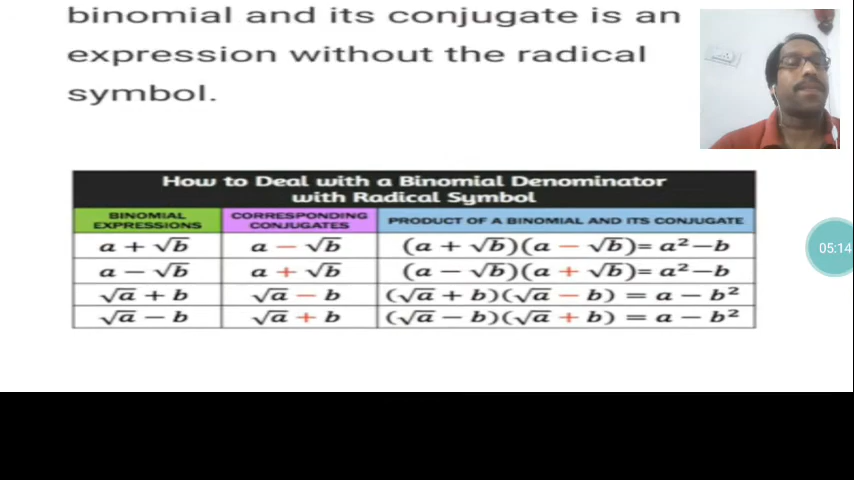 binomial and its conjugate is an
expression without the radical
symbol.
How to Deal with a Binomial Denominator
with Radical Symbol
BINOMIAL EXPRESSIONS CORRESPONDING CONJUGATES PRODUCT OF A BINOMIAL AND ITS CONJUGATE
a + √b a − √b (a + √b)(a − √b)= a²−b
a − √b a + √b (a − √b)(a + √b)= a²−b
√a + b √a − b (√a + b)(√a − b) = a − b²
√a − b √a + b (√a − b)(√a + b) = a − b²
05:14